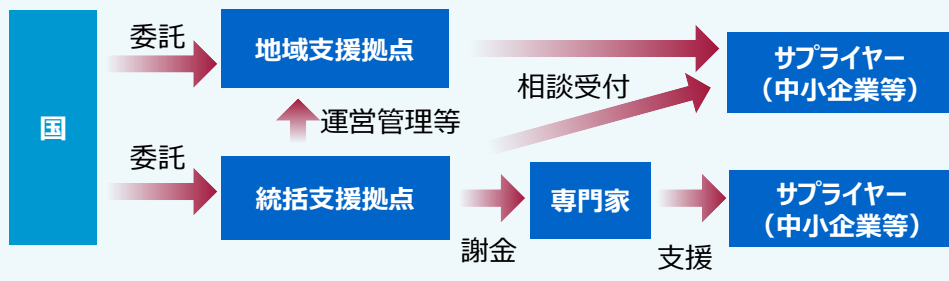 国
委託
地域支援拠点
相談受付
サプライヤー
（中小企業等）
運営管理等
委託
統括支援拠点
謝金
専門家
支援
サプライヤー
（中小企業等）